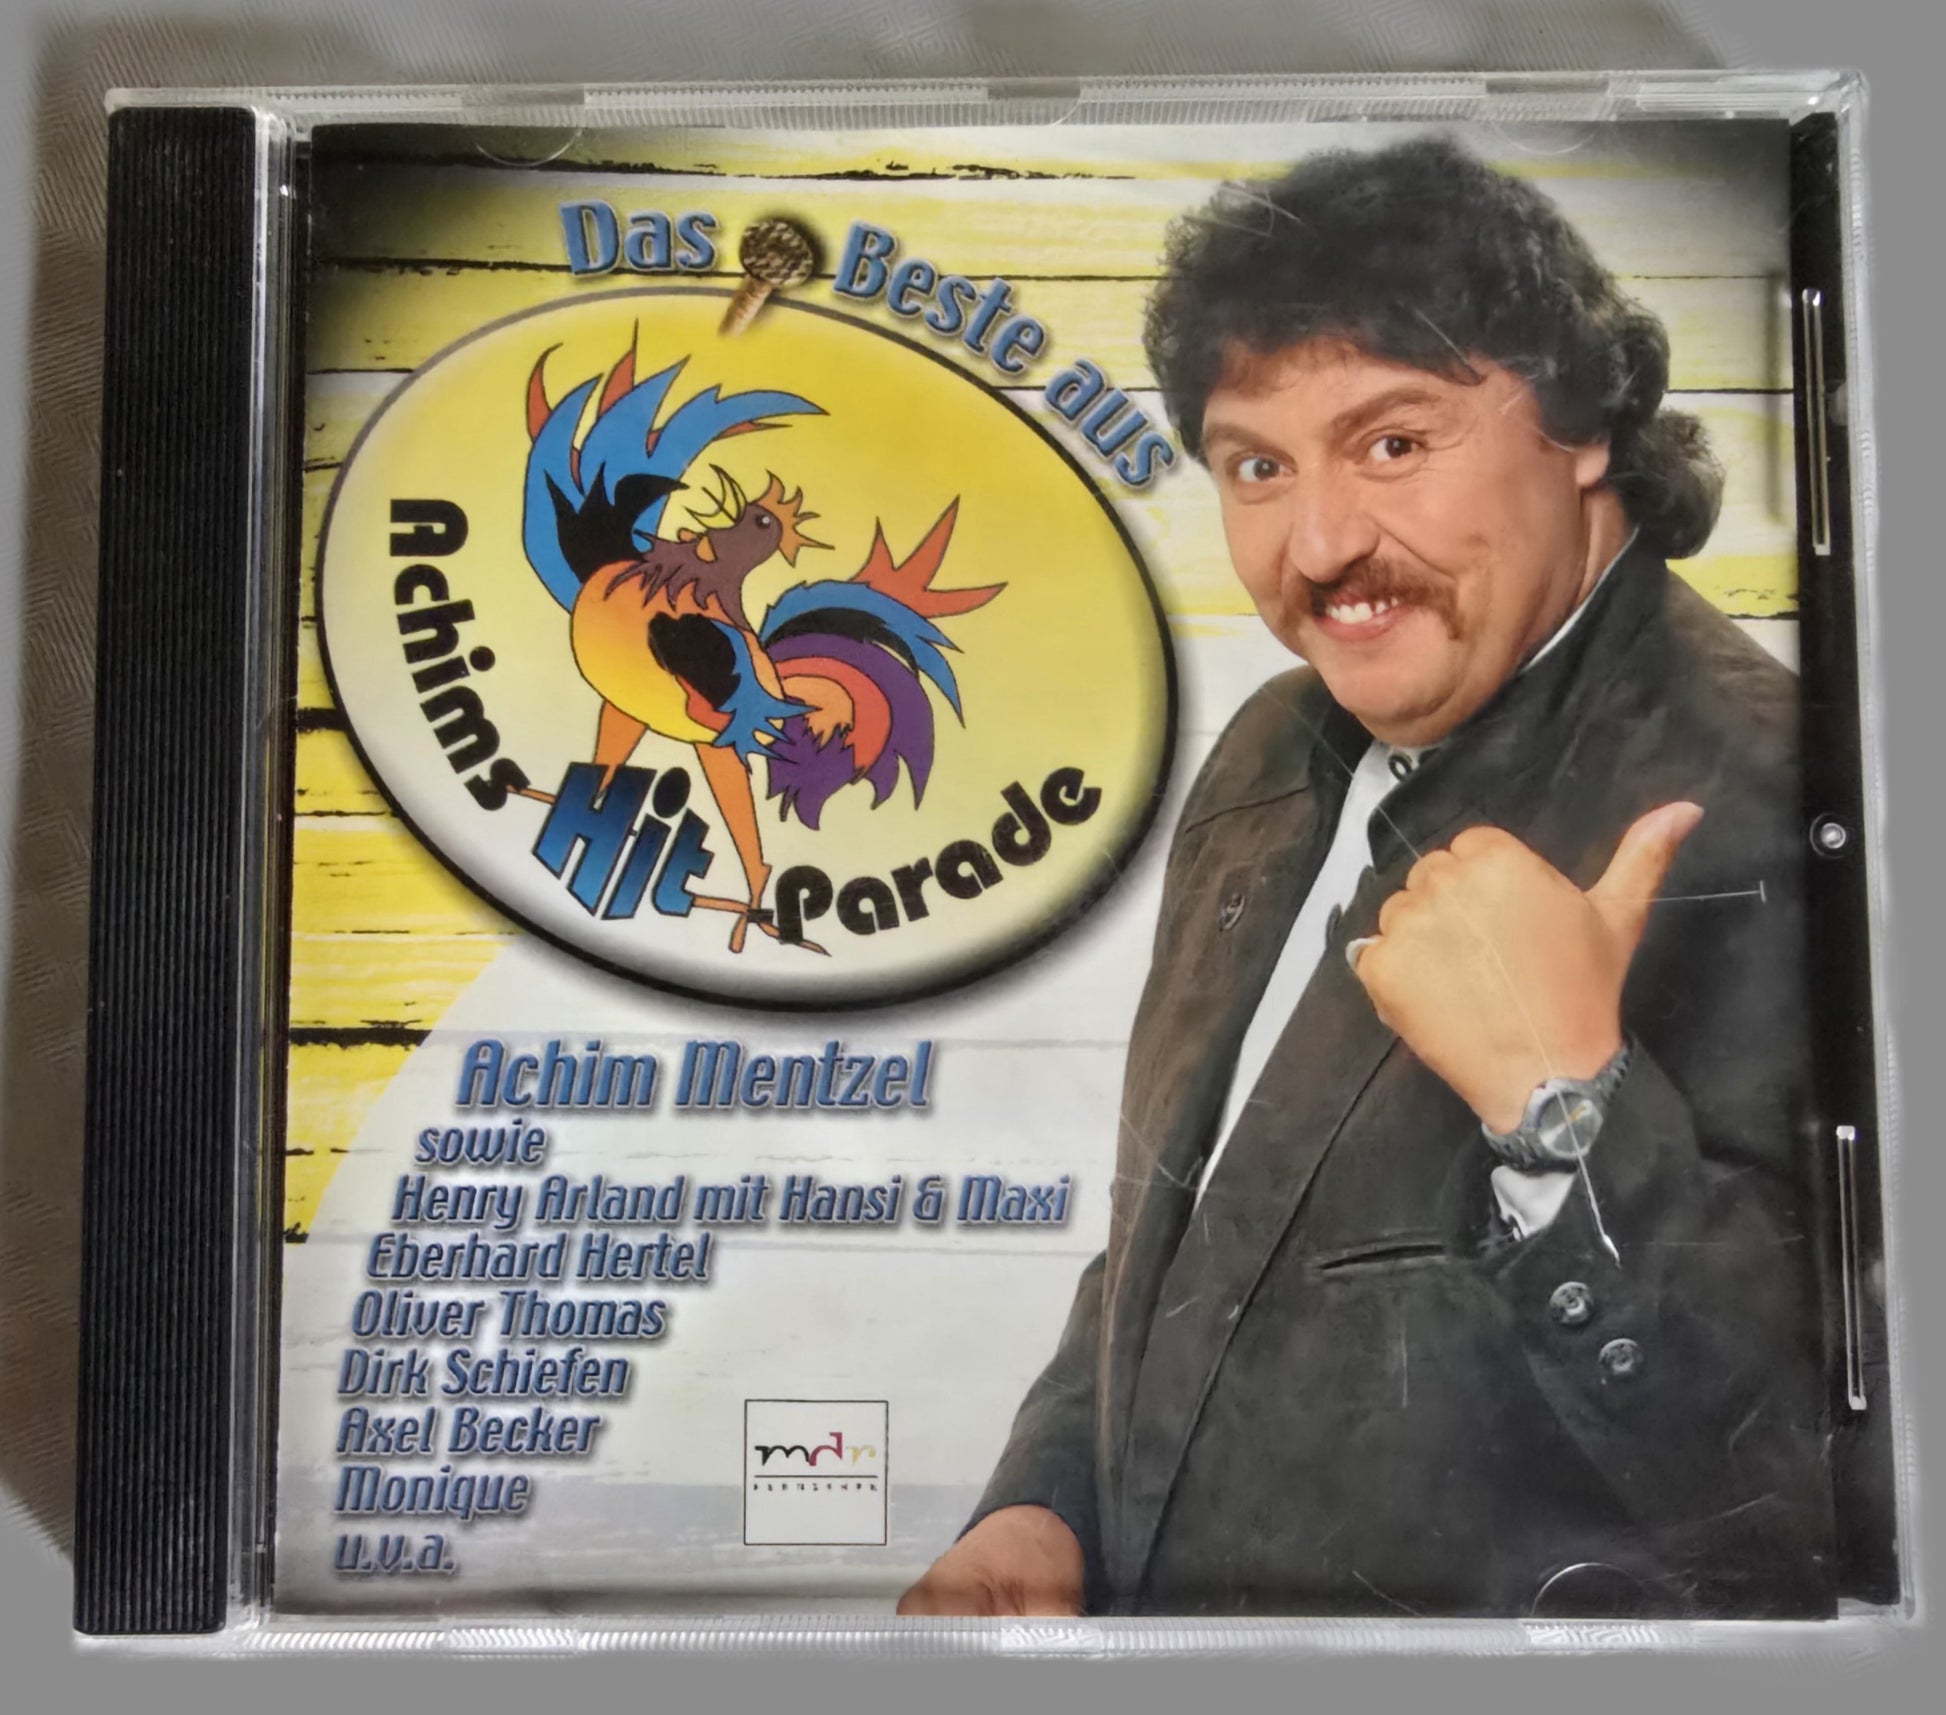 Das Beste aus
Achims
Hit
Parade
Achim Mentzel
sowie
Henry Arland mit Hansi & Maxi
Eberhard Hertel
Oliver Thomas
Dirk Schiefen
Axel Becker
Monique
u.v.a.
mdr
FERNSEHEN